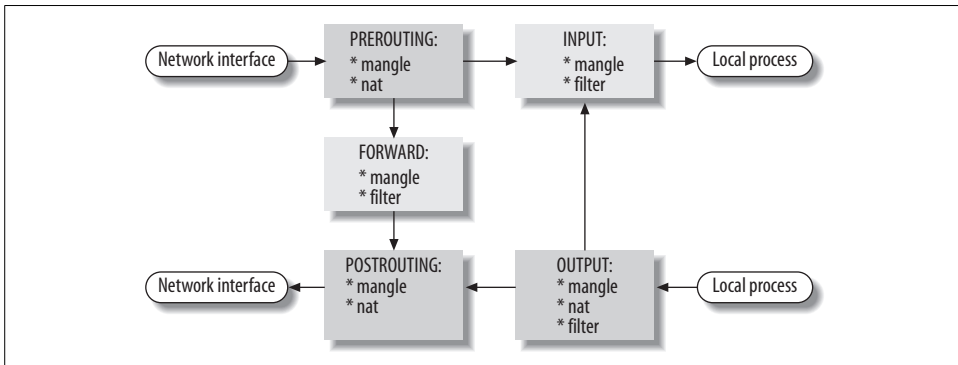 Network interface
PREROUTING:
* mangle
* nat
INPUT:
* mangle
* filter
Local process
FORWARD:
* mangle
* filter
Network interface
POSTROUTING:
* mangle
* nat
OUTPUT:
* mangle
* nat
* filter
Local process